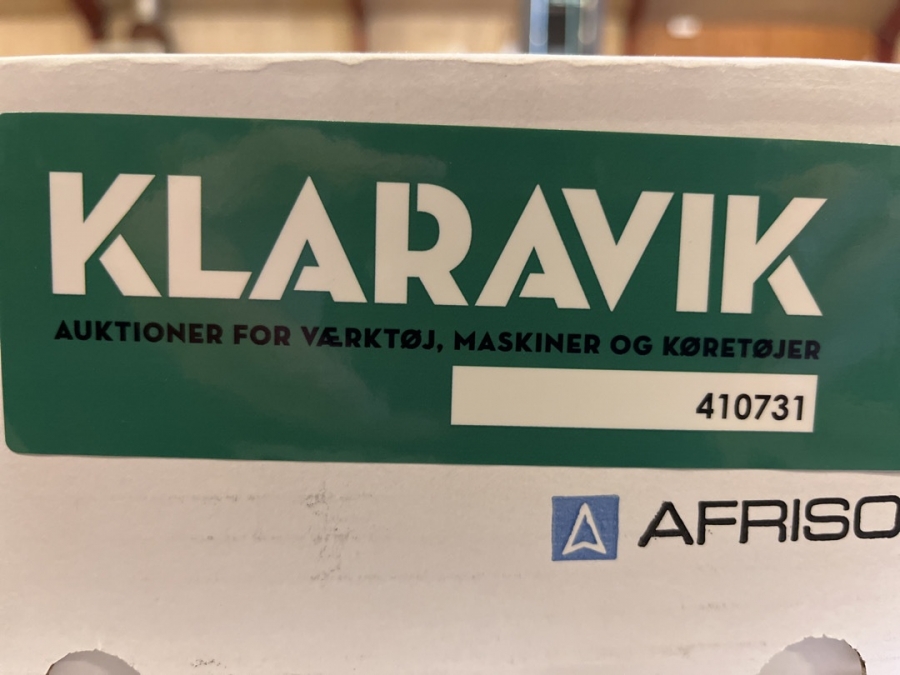 KLARAVIK
AUKTIONER FOR VÆRKTØJ, MASKINER OG KØRETØJER
410731
AFRISO